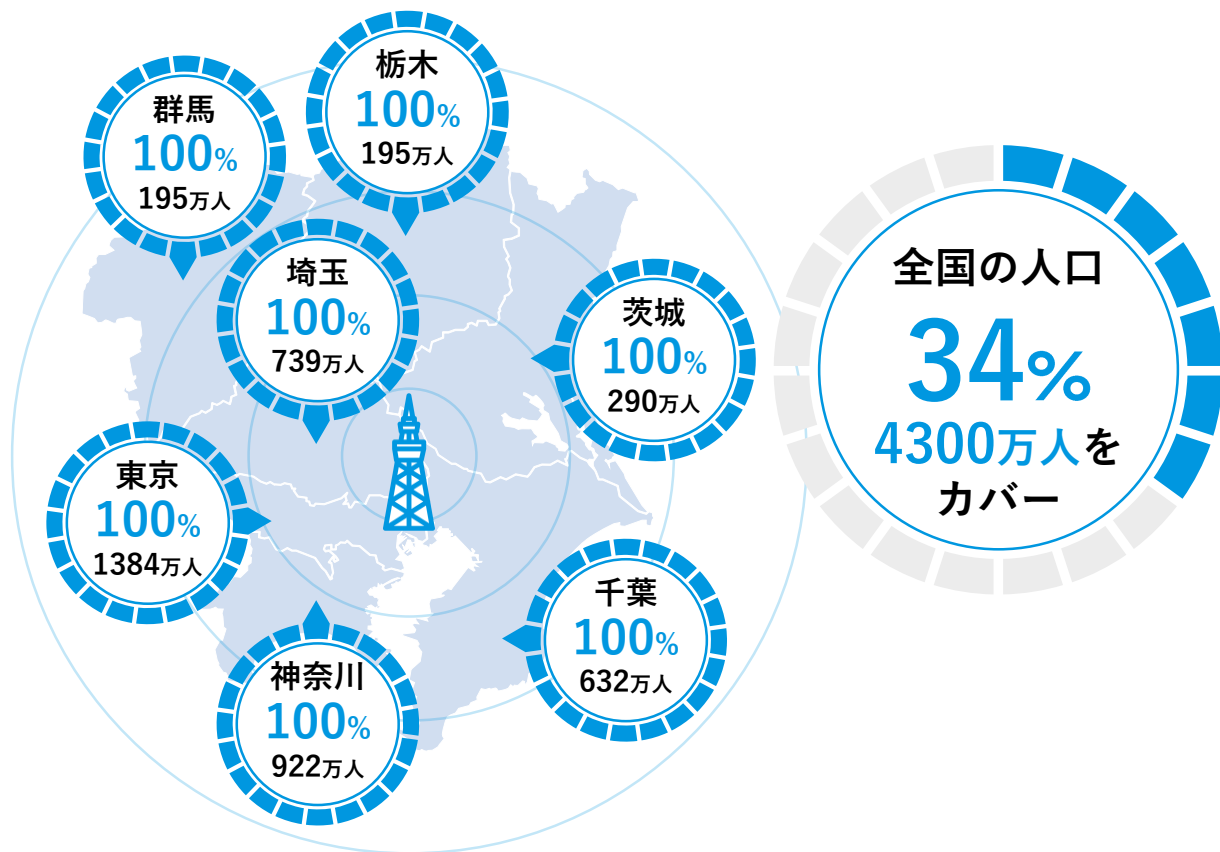 栃木
100%
195万人
群馬
100%
195万人
埼玉
100%
739万人
茨城
100%
290万人
東京
100%
1384万人
千葉
100%
632万人
神奈川
100%
922万人
全国の人口
34%
4300万人を
カバー